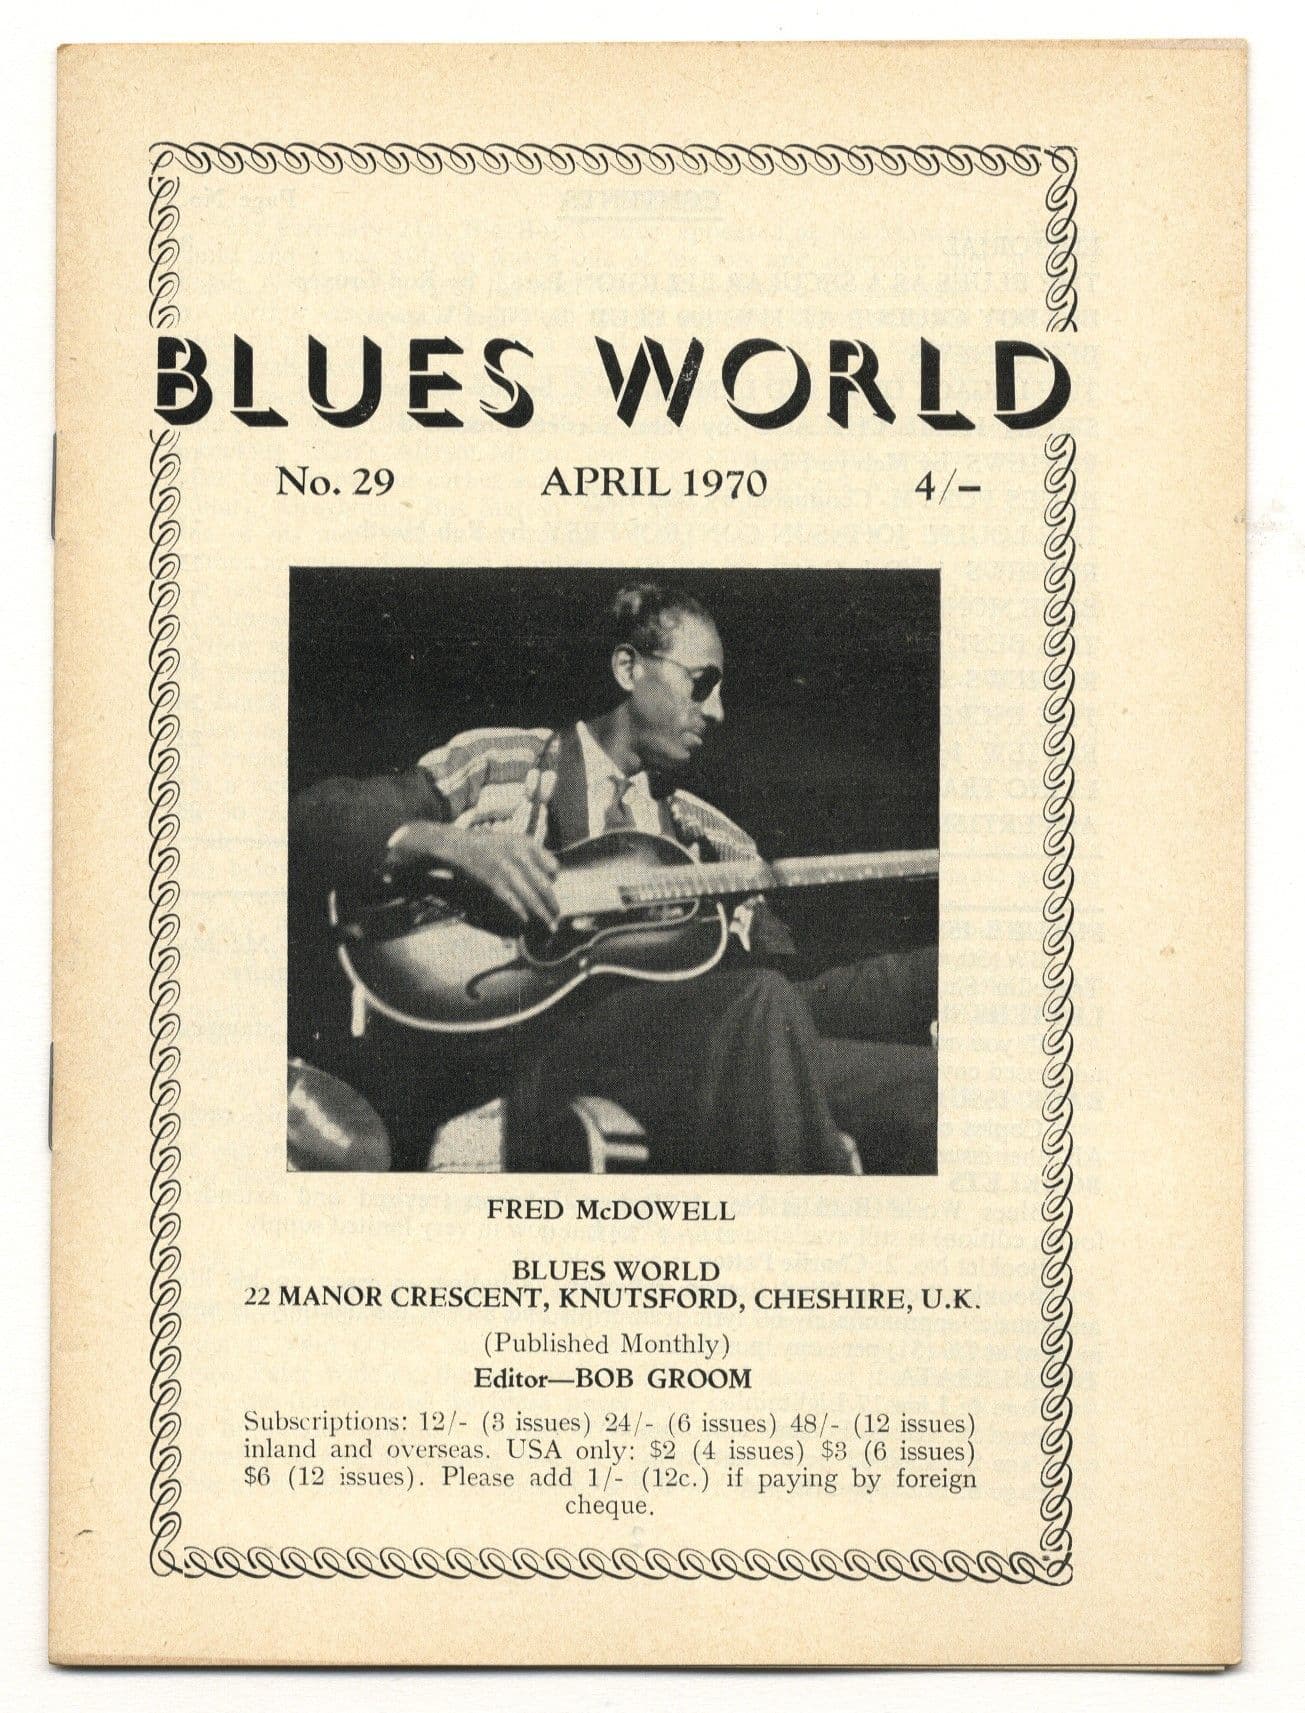 BLUES WORLD
No. 29 APRIL 1970 4/-
FRED McDOWELL
BLUES WORLD
22 MANOR CRESCENT, KNUTSFORD, CHESHIRE, U.K.
(Published Monthly)
Editor—BOB GROOM
Subscriptions: 12/- (3 issues) 24/- (6 issues) 48/- (12 issues)
inland and overseas. USA only: $2 (4 issues) $3 (6 issues)
$6 (12 issues). Please add 1/- (12c.) if paying by foreign
cheque.